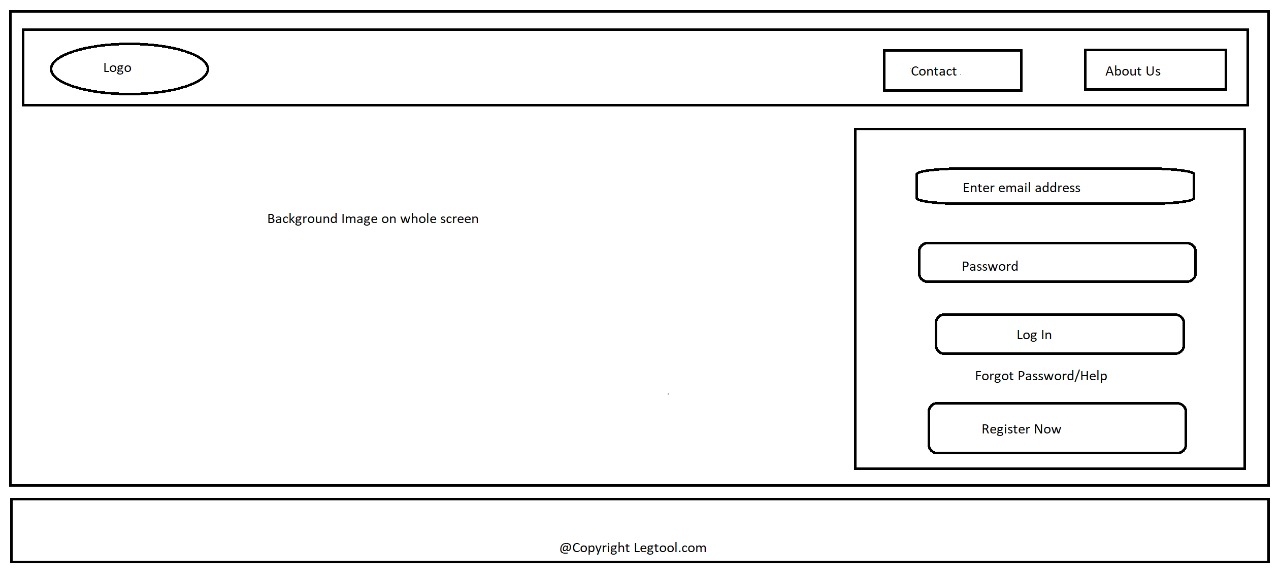 Logo
Contact
About Us
Enter email address
Background Image on whole screen
Password
Log In
Forgot Password/Help
Register Now
@Copyright Legtool.com